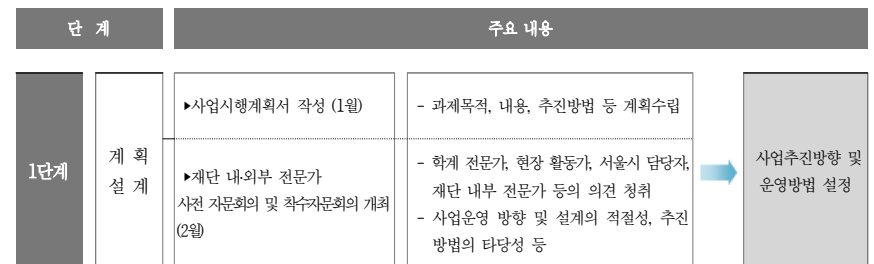 단 계
주요 내용
1단계
계 획
설 계
▶사업시행계획서 작성 (1월)
- 과제목적, 내용, 추진방법 등 계획수립
▶재단 내·외부 전문가
사전 자문회의 및 착수자문회의 개최
(2월)
- 학계 전문가, 현장 활동가, 서울시 담당자,
재단 내부 전문가 등의 의견 청취
- 사업운영 방향 및 설계의 적절성, 추진
방법의 타당성 등
사업추진방향 및
운영방법 설정